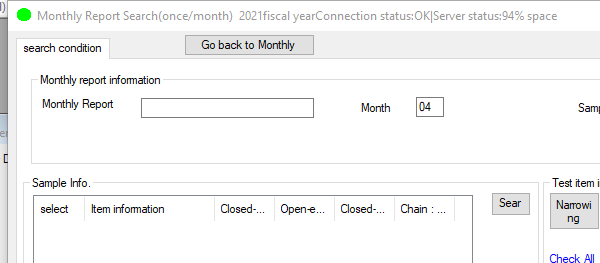 Monthly Report Search(once/month)  2021fiscal yearConnection status:OK|Server status:94% space
search condition
Go back to Monthly
Monthly report information
Monthly Report
Month
04
Sample Info.
Test item i
select
Item information
Closed-...
Open-e...
Closed-...
Chain : ...
Sear
Narrowi
ng
Check All